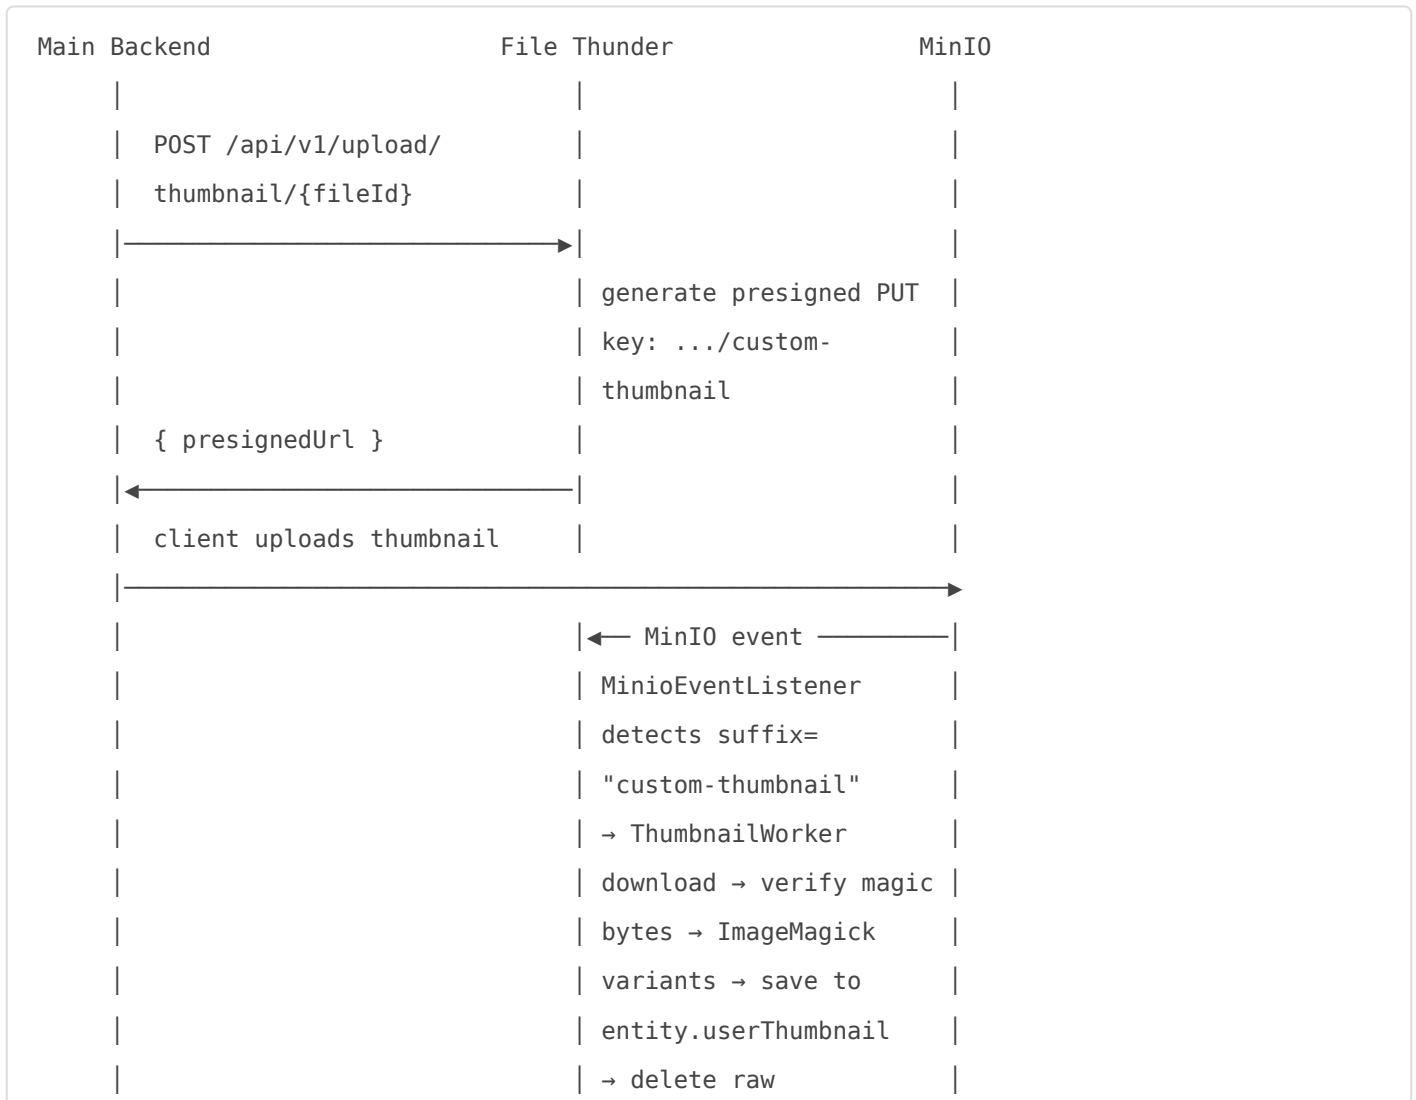 Main Backend                    File Thunder                 MinIO
     │                               │                         │
     │  POST /api/v1/upload/         │                         │
     │  thumbnail/{fileId}           │                         │
     │──────────────────────────────▶│                         │
     │                               │ generate presigned PUT  │
     │                               │ key: .../custom-        │
     │                               │ thumbnail               │
     │  { presignedUrl }             │                         │
     │◀──────────────────────────────│                         │
     │  client uploads thumbnail     │                         │
     │────────────────────────────────────────────────────────▶
     │                               │◀── MinIO event ─────────│
     │                               │ MinioEventListener      │
     │                               │ detects suffix=         │
     │                               │ "custom-thumbnail"      │
     │                               │ → ThumbnailWorker       │
     │                               │ download → verify magic │
     │                               │ bytes → ImageMagick     │
     │                               │ variants → save to      │
     │                               │ entity.userThumbnail    │
     │                               │ → delete raw            │